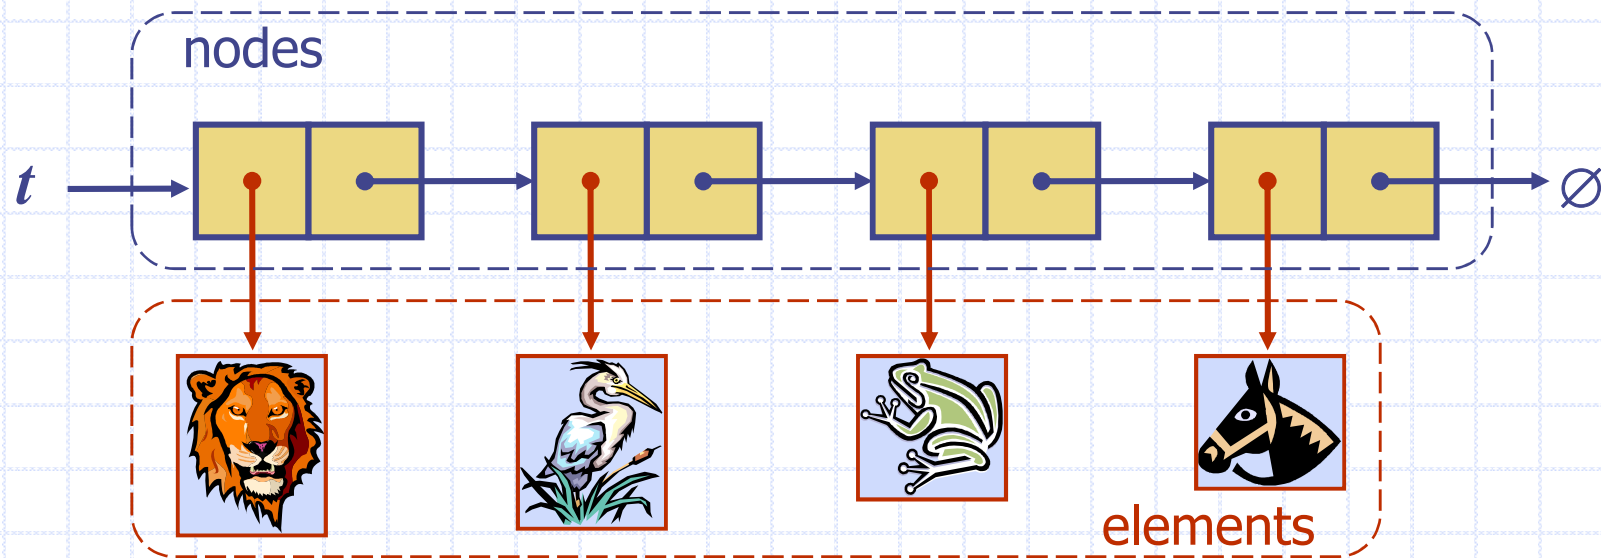 nodes
t
∅
elements